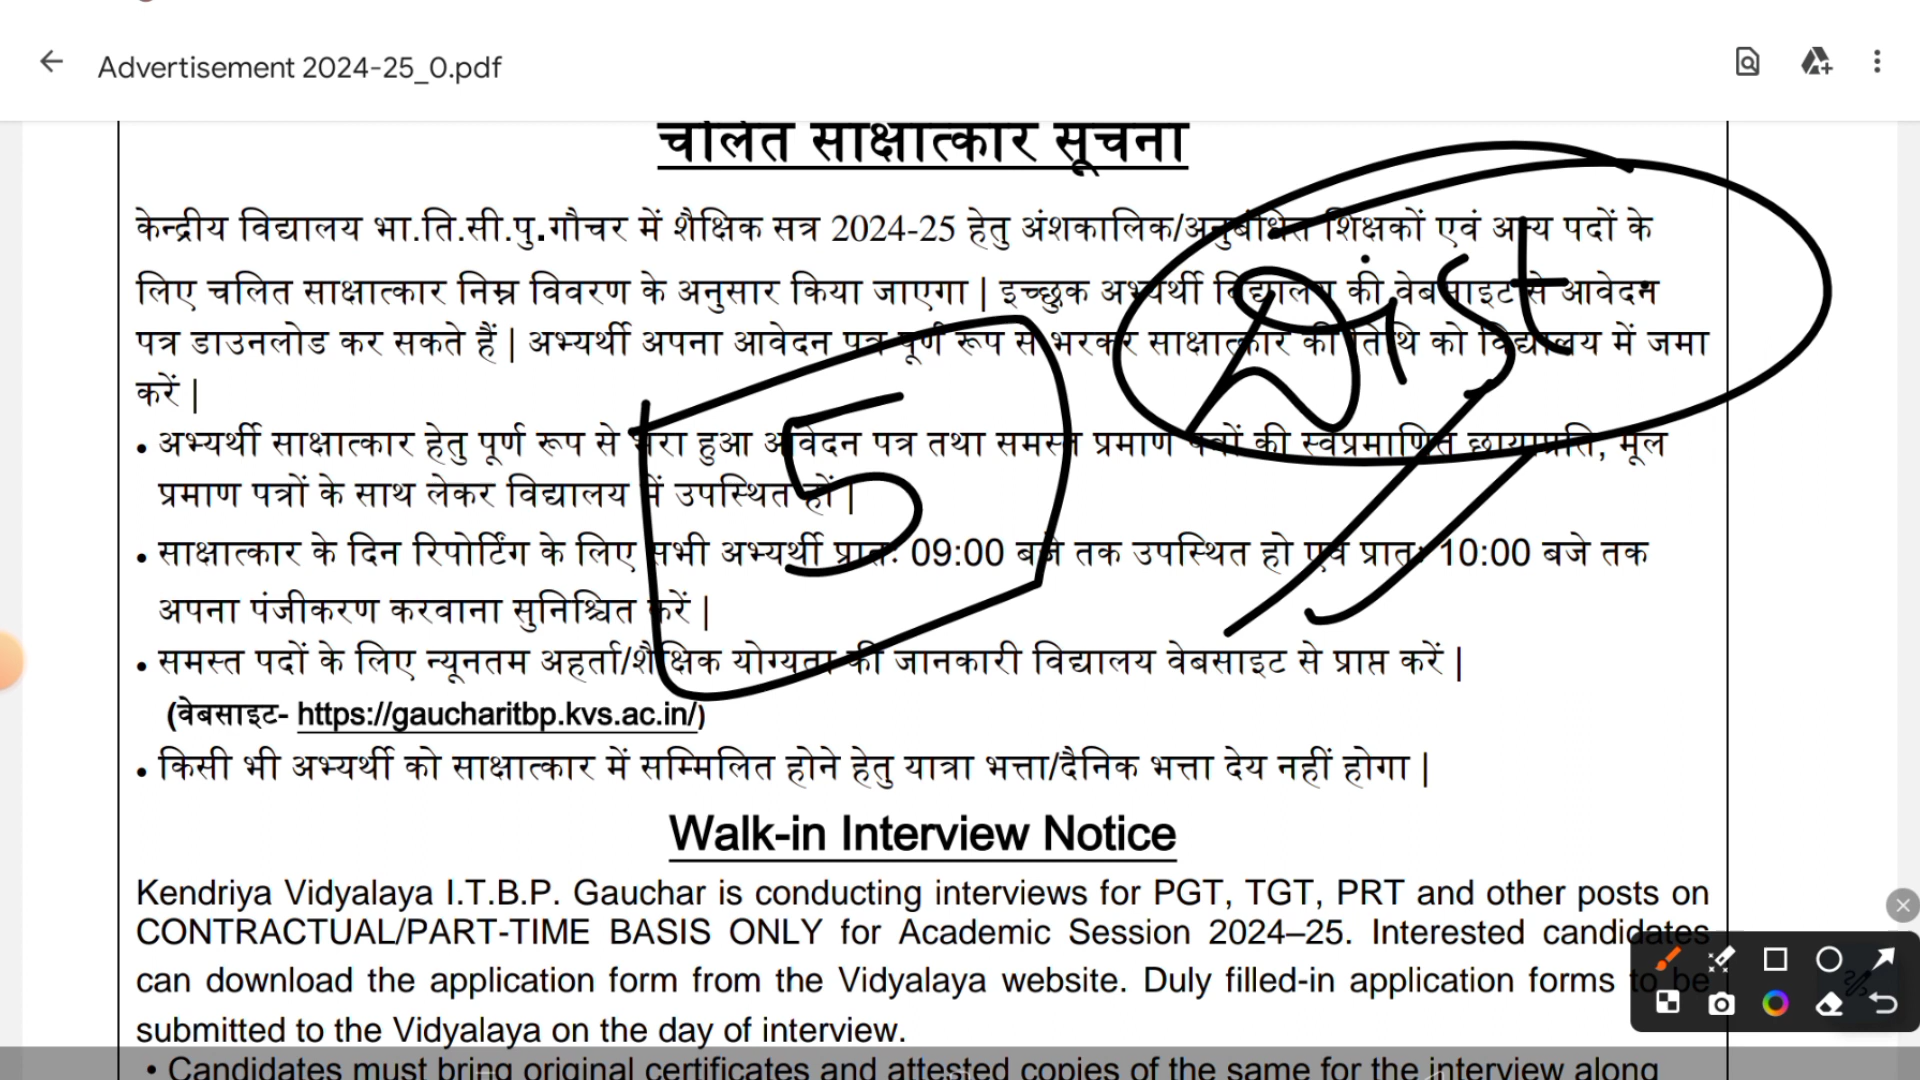 Advertisement 2024-25_0.pdf
चलित साक्षात्कार सूचना
केन्द्रीय विद्यालय भा.ति.सी.पु.गौचर में शैक्षिक सत्र 2024-25 हेतु अंशकालिक/अनुबंधित शिक्षकों एवं अन्य पदों के
लिए चलित साक्षात्कार निम्न विवरण के अनुसार किया जाएगा | इच्छुक अभ्यर्थी विद्यालय की वेबसाइट से आवेदन
पत्र डाउनलोड कर सकते हैं | अभ्यर्थी अपना आवेदन पत्र पूर्ण रूप से भरकर साक्षात्कार की तिथि को विद्यालय में जमा
करें |
Dist
5
• अभ्यर्थी साक्षात्कार हेतु पूर्ण रूप से भरा हुआ आवेदन पत्र तथा समस्त प्रमाण पत्रों की स्वप्रमाणित छायाप्रति, मूल
प्रमाण पत्रों के साथ लेकर विद्यालय में उपस्थित हों |
• साक्षात्कार के दिन रिपोर्टिंग के लिए सभी अभ्यर्थी प्रातः 09:00 बजे तक उपस्थित हो एवं प्रातः 10:00 बजे तक
अपना पंजीकरण करवाना सुनिश्चित करें |
• समस्त पदों के लिए न्यूनतम अहर्ता/शैक्षिक योग्यता की जानकारी विद्यालय वेबसाइट से प्राप्त करें |
(वेबसाइट- https://gaucharitbp.kvs.ac.in/)
• किसी भी अभ्यर्थी को साक्षात्कार में सम्मिलित होने हेतु यात्रा भत्ता/दैनिक भत्ता देय नहीं होगा |
Walk-in Interview Notice
Kendriya Vidyalaya I.T.B.P. Gauchar is conducting interviews for PGT, TGT, PRT and other posts on
CONTRACTUAL/PART-TIME BASIS ONLY for Academic Session 2024–25. Interested candidates
can download the application form from the Vidyalaya website. Duly filled-in application forms to be
submitted to the Vidyalaya on the day of interview.
• Candidates must bring original certificates and attested copies of the same for the interview along